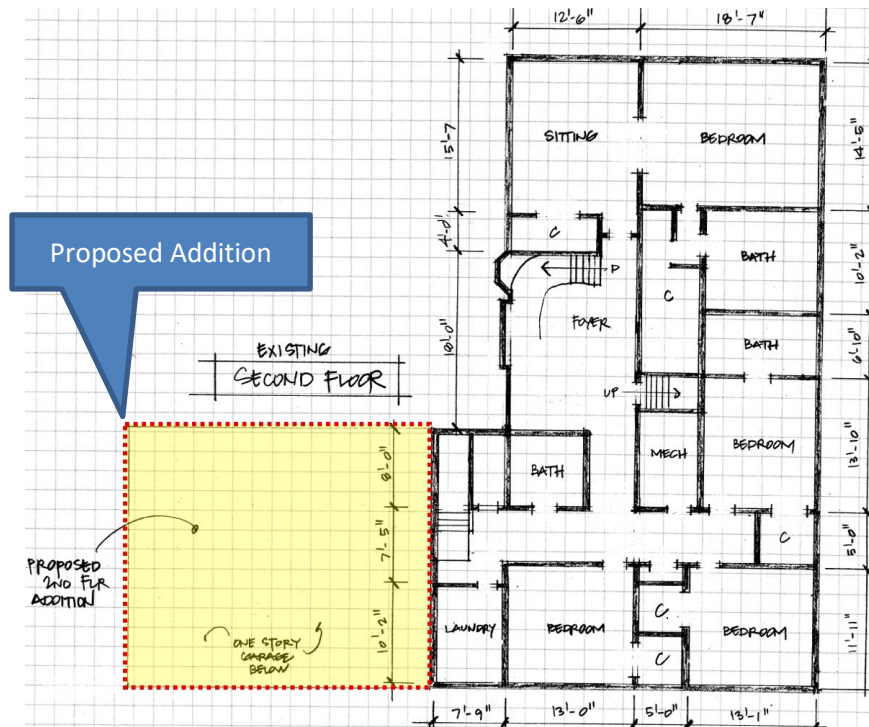 12'-6"
18'-7"
15'-7
SITTING
BEDROOM
14'-5"
Proposed Addition
4'-0"
C
BATH
10'-2"
C
FOYER
EXISTING
SECOND FLOOR
BATH
6'-10"
UP
BATH
MECH
BEDROOM
13'-10"
8'-0"
7'-5"
C
5'-0"
PROPOSED
2ND FLR
ADDITION
ONE STORY
GARAGE
BELOW
10'-2"
LAUNDRY
BEDROOM
C
C
BEDROOM
11'-11"
7'-9"
13'-0"
5'-0"
13'-1"